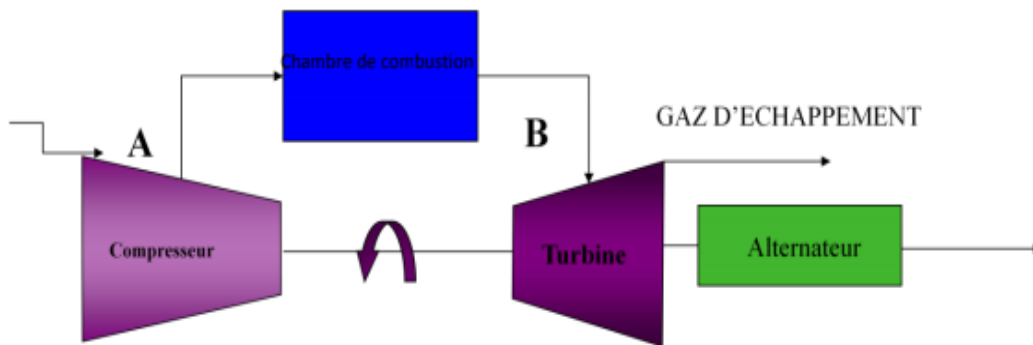 Chambre de combustion
A
B
GAZ D'ECHAPPEMENT
Compresseur
Turbine
Alternateur